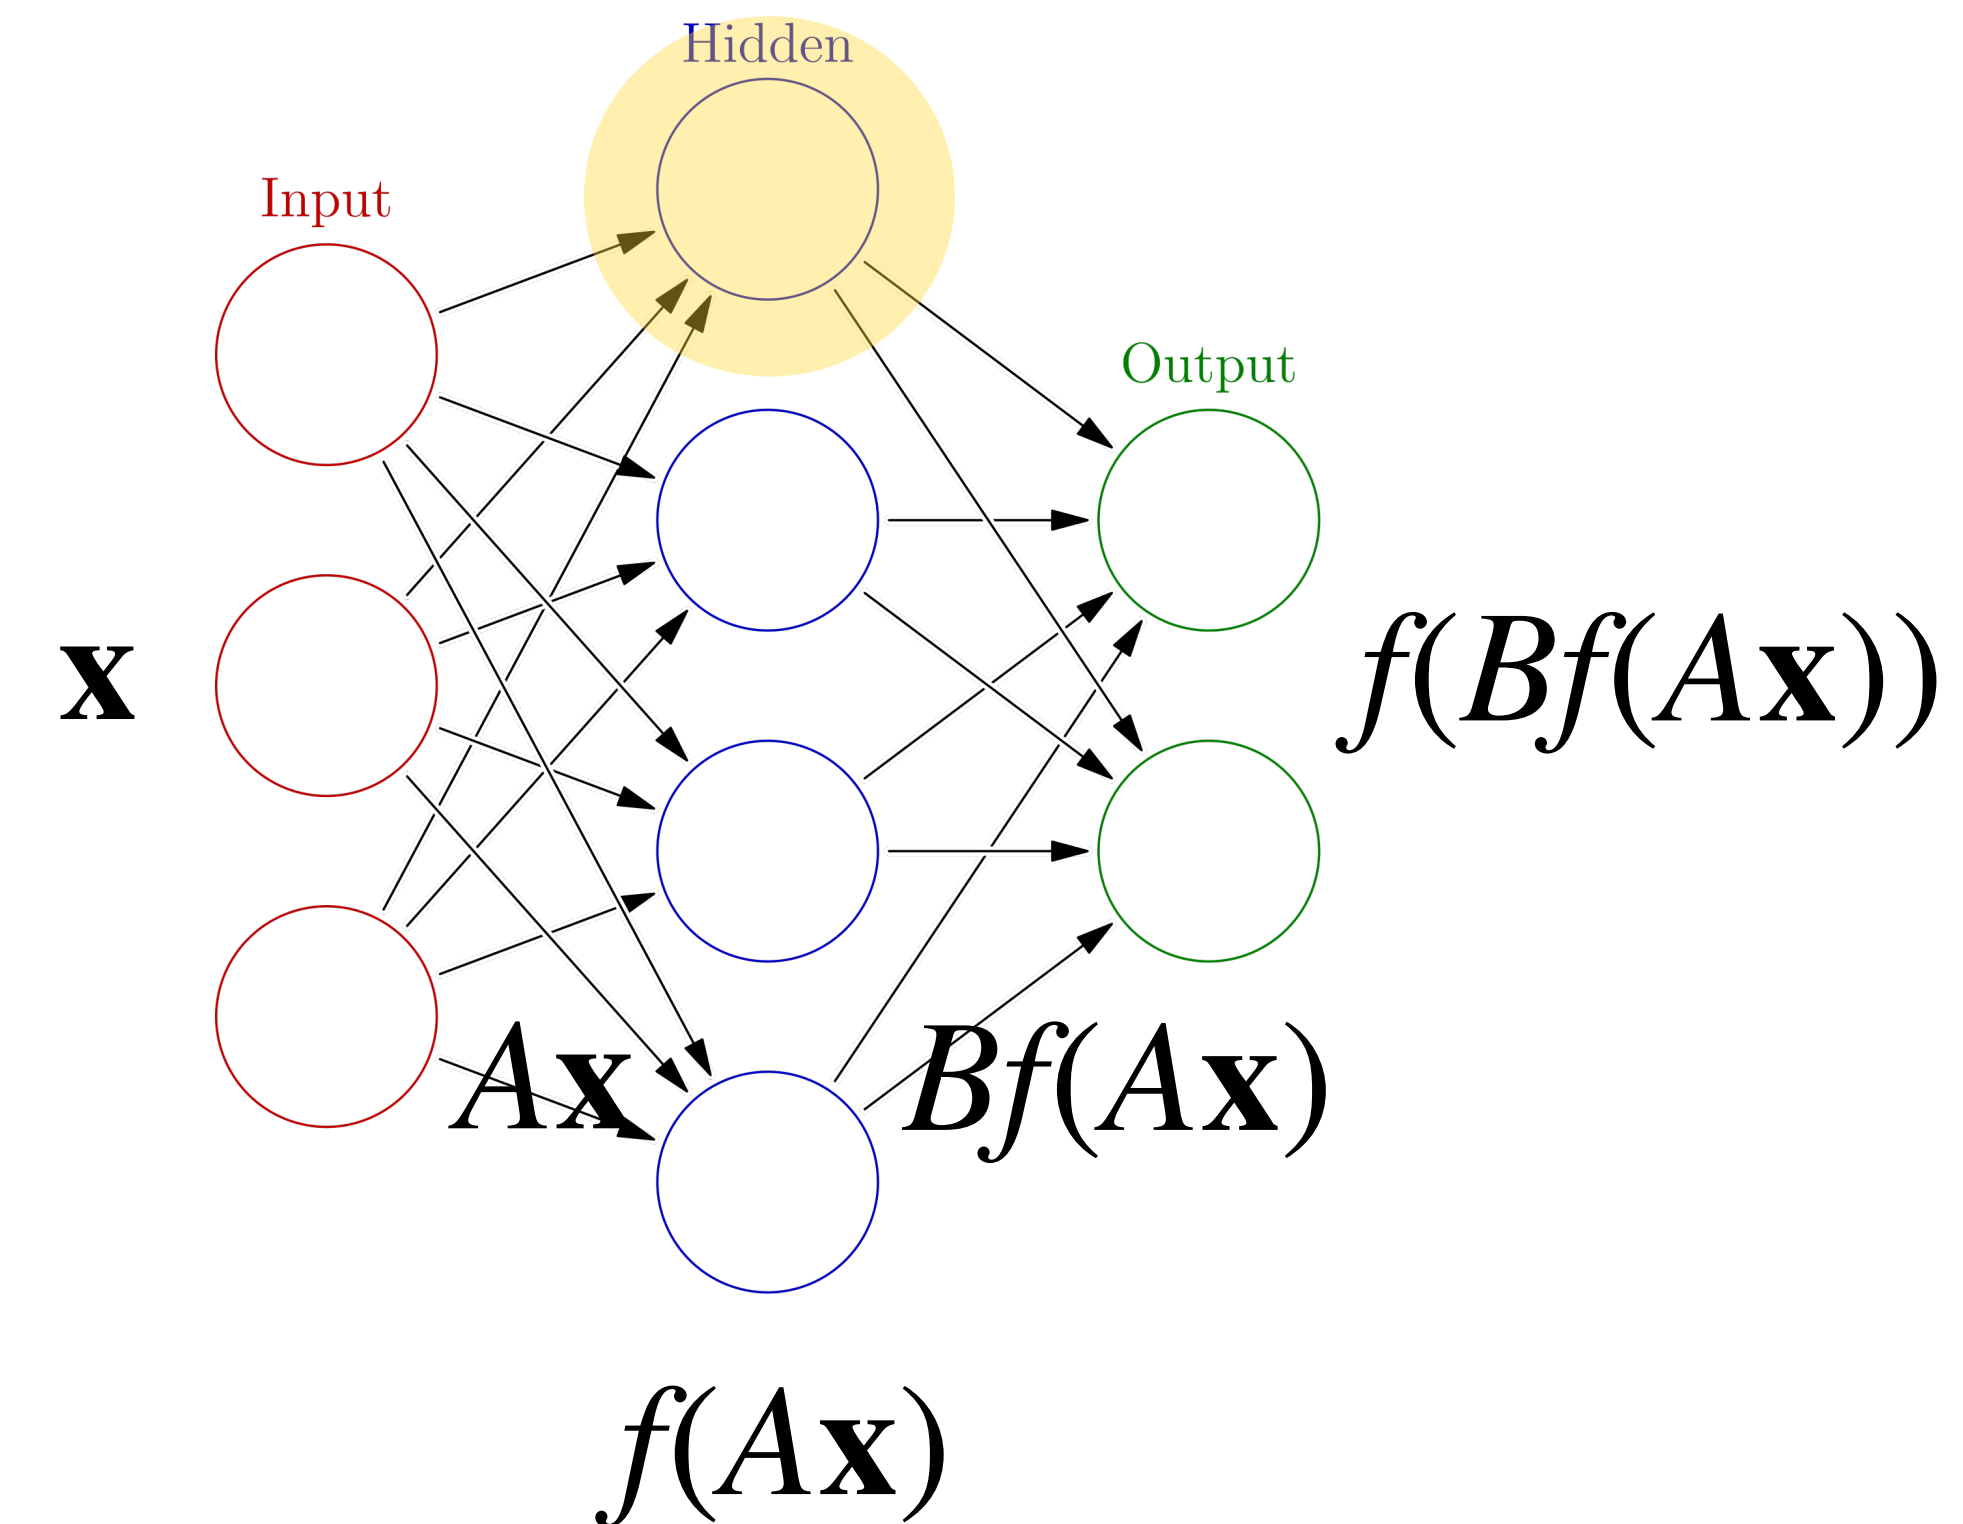 Hidden
Input
Output
x
f(Bf(Ax))
Ax
Bf(Ax)
f(Ax)